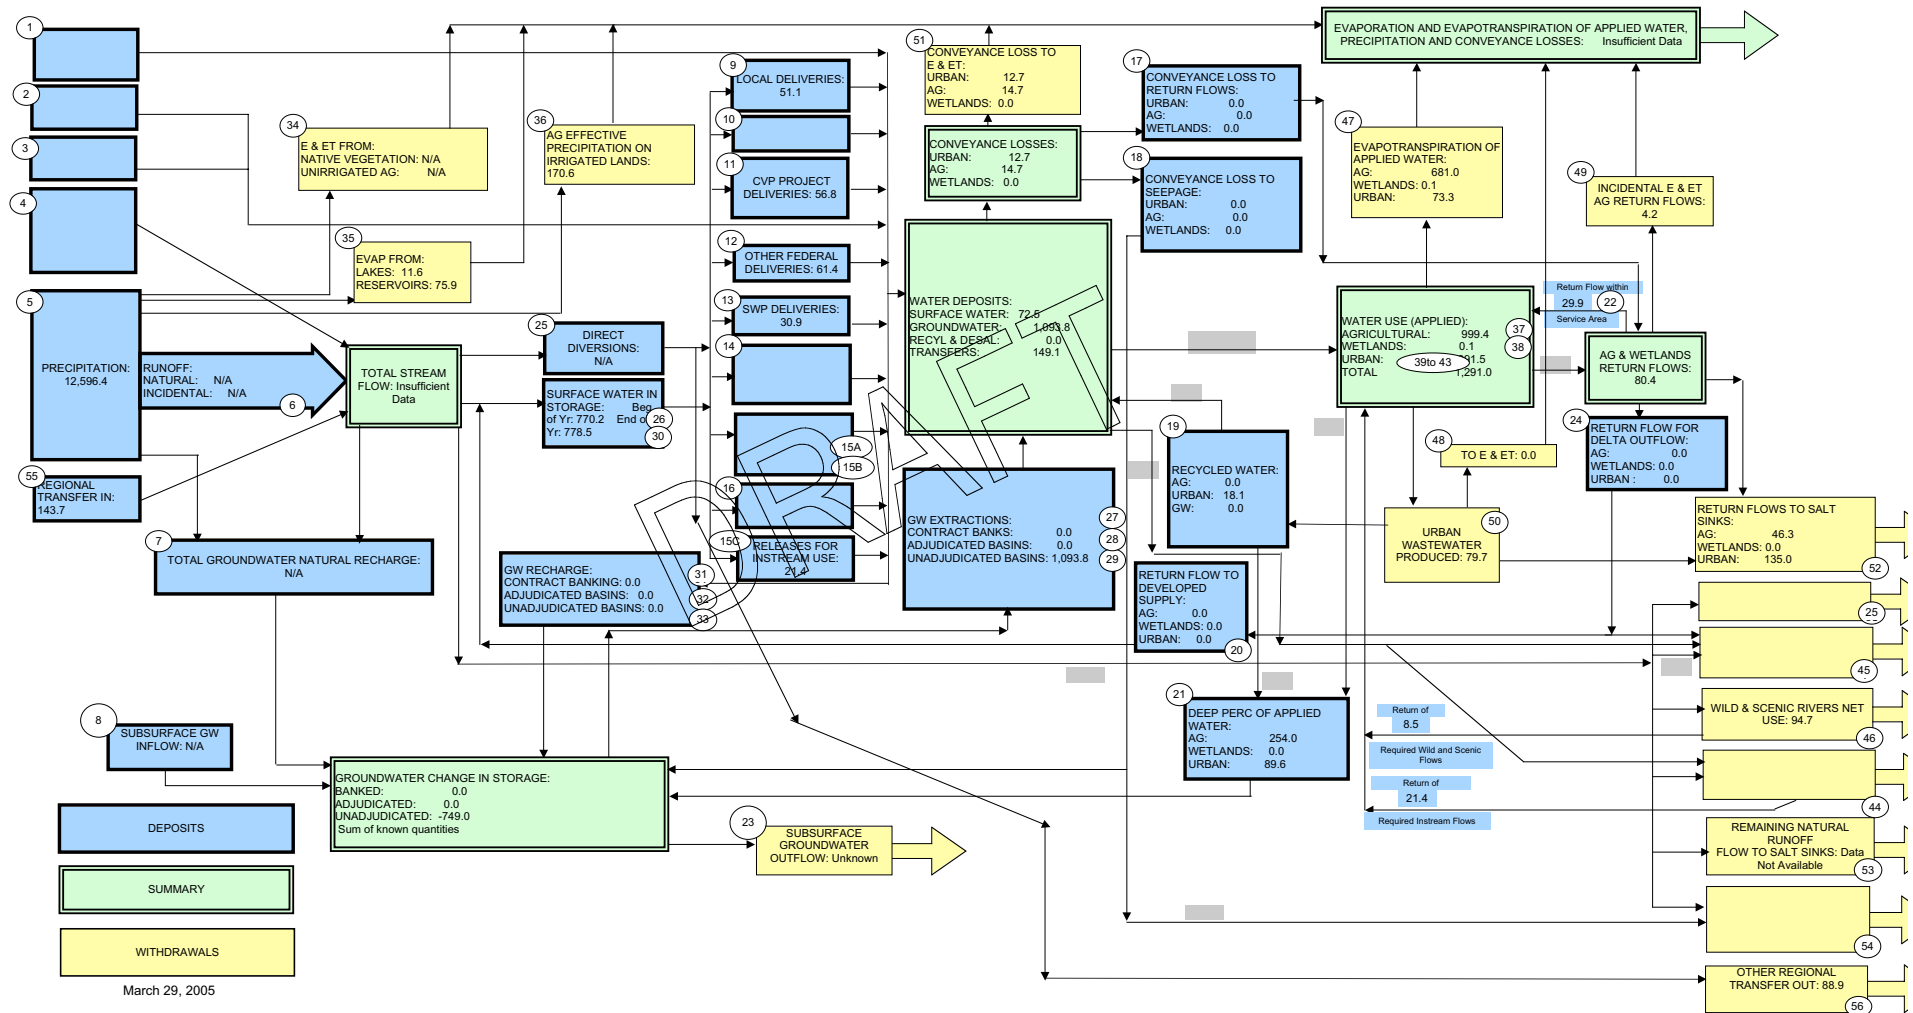 1
2
3
4
5
PRECIPITATION:
12,596.4
RUNOFF:
NATURAL: N/A
INCIDENTAL: N/A
6
55
REGIONAL
TRANSFER IN:
143.7
7
TOTAL GROUNDWATER NATURAL RECHARGE:
N/A
8
SUBSURFACE GW
INFLOW: N/A
34
E & ET FROM:
NATIVE VEGETATION: N/A
UNIRRIGATED AG: N/A
35
EVAP FROM:
LAKES: 11.6
RESERVOIRS: 75.9
36
AG EFFECTIVE
PRECIPITATION ON
IRRIGATED LANDS:
170.6
TOTAL STREAM
FLOW: Insufficient
Data
25
DIRECT
DIVERSIONS:
N/A
SURFACE WATER IN
STORAGE: Beg
of Yr: 770.2 End of
Yr: 778.5
26
30
9
LOCAL DELIVERIES:
51.1
10
11
CVP PROJECT
DELIVERIES: 56.8
12
OTHER FEDERAL
DELIVERIES: 61.4
13
SWP DELIVERIES:
30.9
14
15A
15B
16
15C
RELEASES FOR
INSTREAM USE:
21.4
GW RECHARGE:
CONTRACT BANKING: 0.0
ADJUDICATED BASINS: 0.0
UNADJUDICATED BASINS: 0.0
31
32
33
51
CONVEYANCE LOSS TO
E & ET:
URBAN: 12.7
AG: 14.7
WETLANDS: 0.0
CONVEYANCE LOSSES:
URBAN: 12.7
AG: 14.7
WETLANDS: 0.0
17
CONVEYANCE LOSS TO
RETURN FLOWS:
URBAN: 0.0
AG: 0.0
WETLANDS: 0.0
18
CONVEYANCE LOSS TO
SEEPAGE:
URBAN: 0.0
AG: 0.0
WETLANDS: 0.0
WATER DEPOSITS:
SURFACE WATER: 72.5
GROUNDWATER: 1,093.8
RECYL & DESAL: 0.0
TRANSFERS: 149.1
GW EXTRACTIONS:
CONTRACT BANKS: 0.0
ADJUDICATED BASINS: 0.0
UNADJUDICATED BASINS: 1,093.8
27
28
29
19
RECYCLED WATER:
AG: 0.0
URBAN: 18.1
GW: 0.0
RETURN FLOW TO
DEVELOPED
SUPPLY:
AG: 0.0
WETLANDS: 0.0
URBAN: 0.0
20
21
DEEP PERC OF APPLIED
WATER:
AG: 254.0
WETLANDS: 0.0
URBAN: 89.6
EVAPORATION AND EVAPOTRANSPIRATION OF APPLIED WATER,
PRECIPITATION AND CONVEYANCE LOSSES: Insufficient Data
47
EVAPOTRANSPIRATION OF
APPLIED WATER:
AG: 681.0
WETLANDS: 0.1
URBAN: 73.3
49
INCIDENTAL E & ET
AG RETURN FLOWS:
4.2
Return Flow within
29.9
22
Service Area
WATER USE (APPLIED):
AGRICULTURAL: 999.4
WETLANDS: 0.1
URBAN: 291.5
TOTAL 1,291.0
37
38
39to 43
AG & WETLANDS
RETURN FLOWS:
80.4
24
RETURN FLOW FOR
DELTA OUTFLOW:
AG: 0.0
WETLANDS: 0.0
URBAN : 0.0
48
TO E & ET: 0.0
50
URBAN
WASTEWATER
PRODUCED: 79.7
RETURN FLOWS TO SALT
SINKS:
AG: 46.3
WETLANDS: 0.0
URBAN: 135.0
52
25
45
WILD & SCENIC RIVERS NET
USE: 94.7
46
Return of
8.5
Required Wild and Scenic
Flows
Return of
21.4
Required Instream Flows
44
REMAINING NATURAL
RUNOFF
FLOW TO SALT SINKS: Data
Not Available
53
54
OTHER REGIONAL
TRANSFER OUT: 88.9
56
GROUNDWATER CHANGE IN STORAGE:
BANKED: 0.0
ADJUDICATED: 0.0
UNADJUDICATED: -749.0
Sum of known quantities
23
SUBSURFACE
GROUNDWATER
OUTFLOW: Unknown
DEPOSITS
SUMMARY
WITHDRAWALS
March 29, 2005
DRAFT